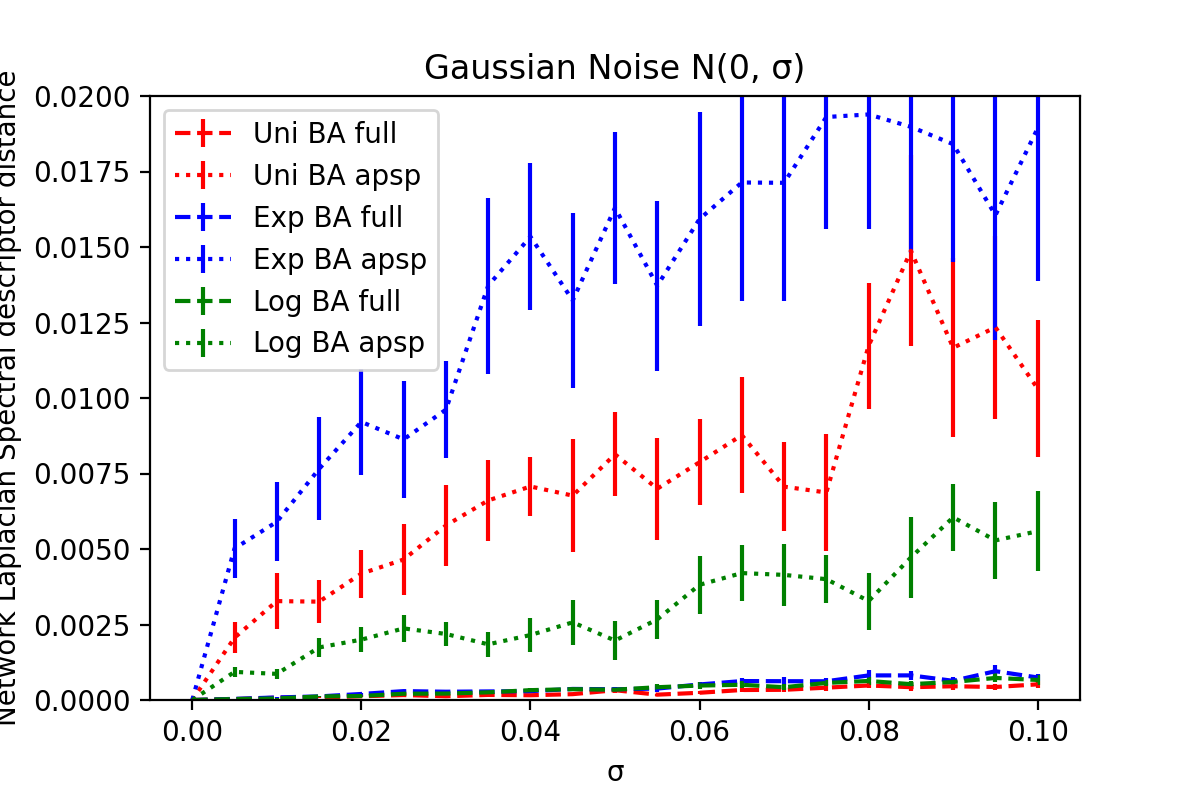 Gaussian Noise N(0, σ)
Network Laplacian Spectral descriptor distance
0.0200
0.0175
0.0150
0.0125
0.0100
0.0075
0.0050
0.0025
0.0000
Uni BA full
Uni BA apsp
Exp BA full
Exp BA apsp
Log BA full
Log BA apsp
0.00 0.02 0.04 0.06 0.08 0.10
σ